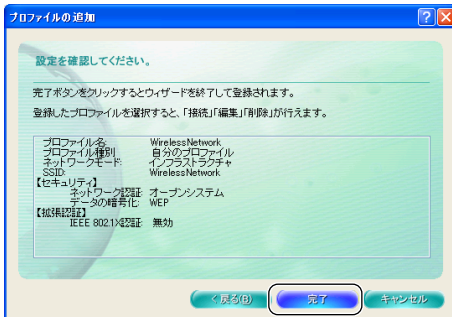 プロファイルの追加
設定を確認してください。
完了ボタンをクリックするとウィザードを終了して登録されます。
登録したプロファイルを選択すると、「接続」「編集」「削除」が行えます。
プロファイル名: WirelessNetwork
プロファイル種別: 自分のプロファイル
ネットワークモード: インフラストラクチャ
SSID: WirelessNetwork
【セキュリティ】
ネットワーク認証: オープンシステム
データの暗号化: WEP
【拡張認証】
IEEE 802.1X認証: 無効
< 戻る(B) 完了 キャンセル